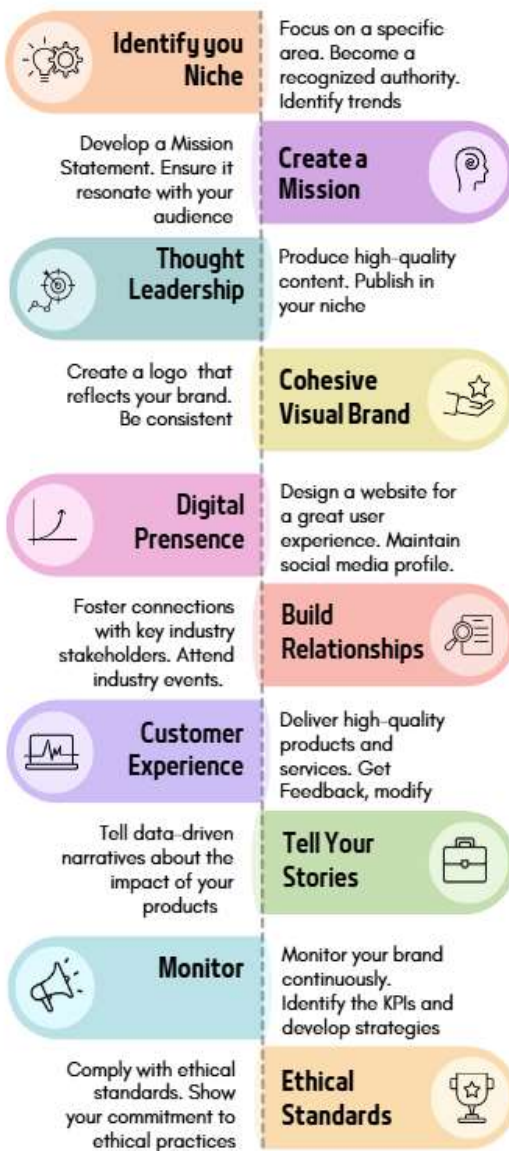 Identify you
Niche
Focus on a specific
area. Become a
recognized authority.
Identify trends
Develop a Mission
Statement. Ensure it
resonate with your
audience
Create a
Mission
Thought
Leadership
Produce high-quality
content. Publish in
your niche
Create a logo that
reflects your brand.
Be consistent
Cohesive
Visual Brand
Digital
Prensence
Design a website for
a great user
experience. Maintain
social media profile.
Foster connections
with key industry
stakeholders. Attend
industry events.
Build
Relationships
Customer
Experience
Deliver high-quality
products and
services. Get
Feedback, modify
Tell data-driven
narratives about the
impact of your
products
Tell Your
Stories
Monitor
Monitor your brand
continuously.
Identify the KPIs and
develop strategies
Comply with ethical
standards. Show
your commitment to
ethical practices
Ethical
Standards